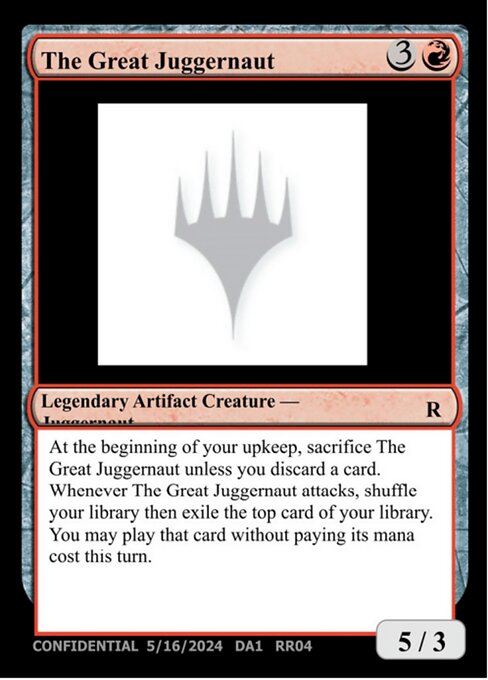 The Great Juggernaut 3
Legendary Artifact Creature —
Juggernaut
R
At the beginning of your upkeep, sacrifice The
Great Juggernaut unless you discard a card.
Whenever The Great Juggernaut attacks, shuffle
your library then exile the top card of your library.
You may play that card without paying its mana
cost this turn.
CONFIDENTIAL 5/16/2024 DA1 RR04
5 / 3